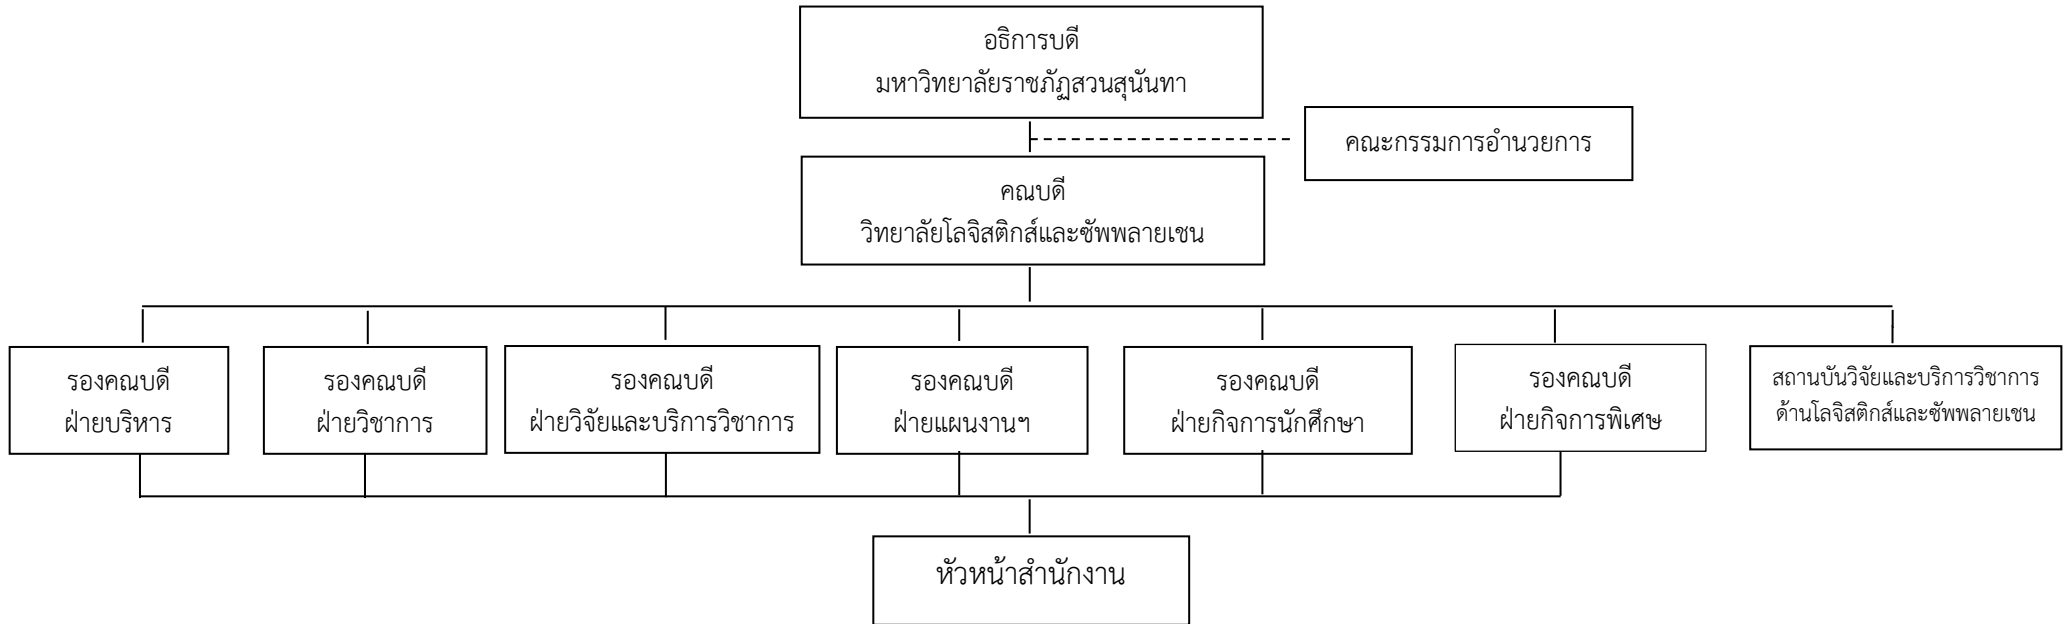 อธิการบดี
มหาวิทยาลัยราชภัฏสวนสุนันทา
คณะกรรมการอำนวยการ
คณบดี
วิทยาลัยโลจิสติกส์และซัพพลายเชน
รองคณบดี
ฝ่ายบริหาร
รองคณบดี
ฝ่ายวิชาการ
รองคณบดี
ฝ่ายวิจัยและบริการวิชาการ
รองคณบดี
ฝ่ายแผนงานฯ
รองคณบดี
ฝ่ายกิจการนักศึกษา
รองคณบดี
ฝ่ายกิจการพิเศษ
สถานบันวิจัยและบริการวิชาการ
ด้านโลจิสติกส์และซัพพลายเชน
หัวหน้าสำนักงาน